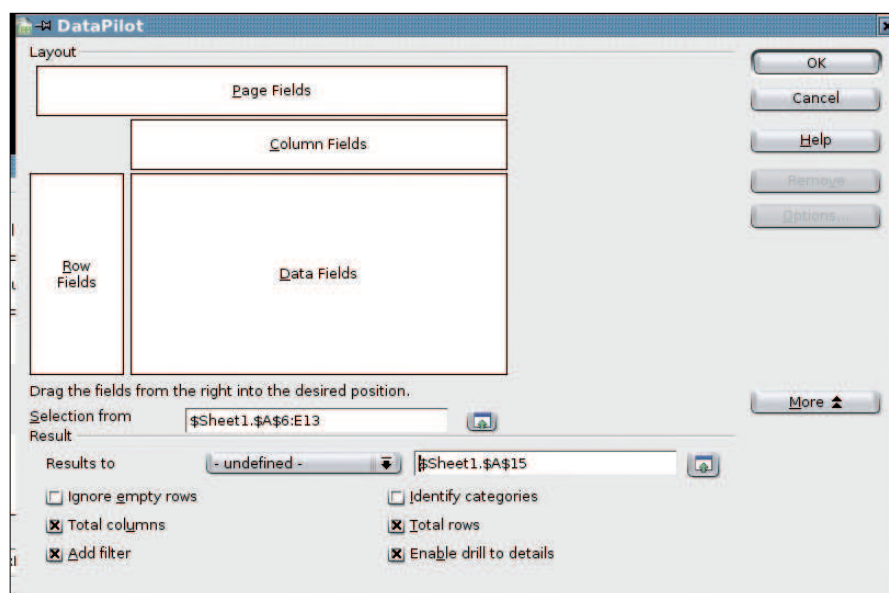 DataPilot
Layout
Page Fields
Column Fields
Row
Fields
Data Fields
OK
Cancel
Help
Remove
Options...
More
Drag the fields from the right into the desired position.
Selection from
$Sheet1.$A$6:E13
Result
Results to
- undefined -
$Sheet1.$A$15
Ignore empty rows
Identify categories
Total columns
Total rows
Add filter
Enable drill to details